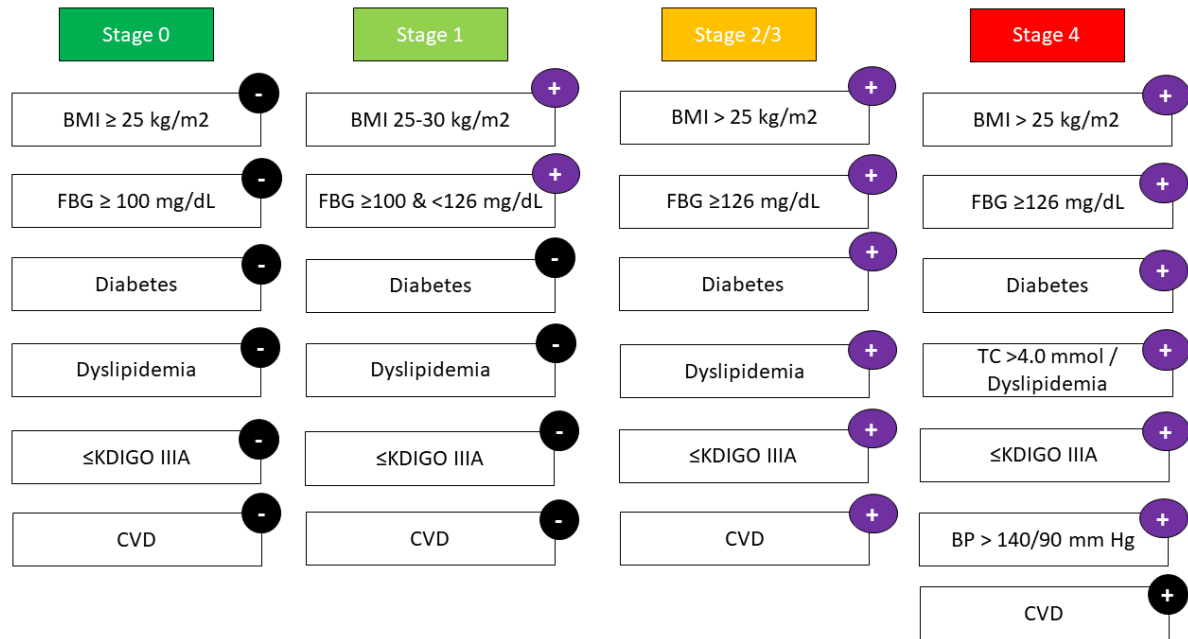 Stage 0
BMI ≥ 25 kg/m2
-
FBG ≥ 100 mg/dL
-
Diabetes
-
Dyslipidemia
-
≤KDIGO IIIA
-
CVD
-
Stage 1
BMI 25-30 kg/m2
+
FBG ≥100 & <126 mg/dL
+
Diabetes
-
Dyslipidemia
-
≤KDIGO IIIA
-
CVD
-
Stage 2/3
BMI > 25 kg/m2
+
FBG ≥126 mg/dL
+
Diabetes
+
Dyslipidemia
+
≤KDIGO IIIA
+
CVD
+
Stage 4
BMI > 25 kg/m2
+
FBG ≥126 mg/dL
+
Diabetes
+
TC >4.0 mmol /
Dyslipidemia
+
≤KDIGO IIIA
+
BP > 140/90 mm Hg
+
CVD
+